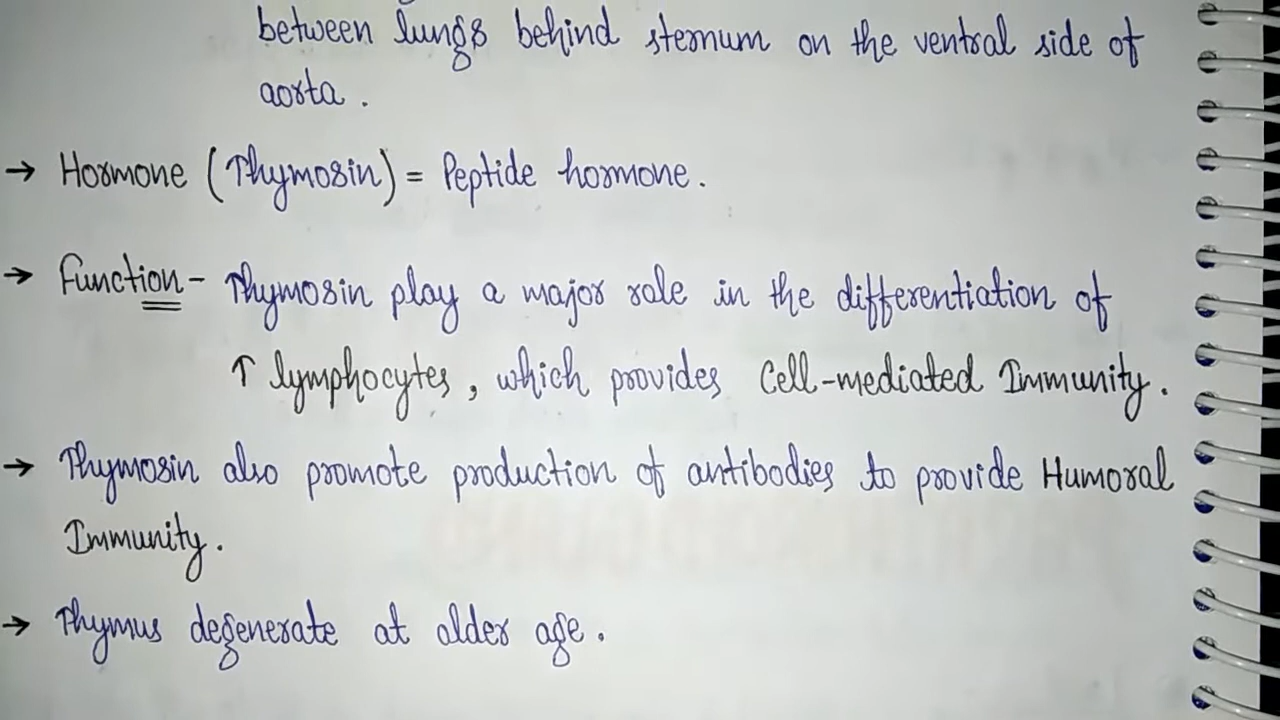 between lungs behind sternum on the ventral side of
aorta.
→ Hormone (Thymosin) = Peptide hormone.
→ Function - Thymosin play a major role in the differentiation of
T lymphocytes, which provides Cell-mediated Immunity.
→ Thymosin also promote production of antibodies to provide Humoral
Immunity.
→ Thymus degenerate at older age.